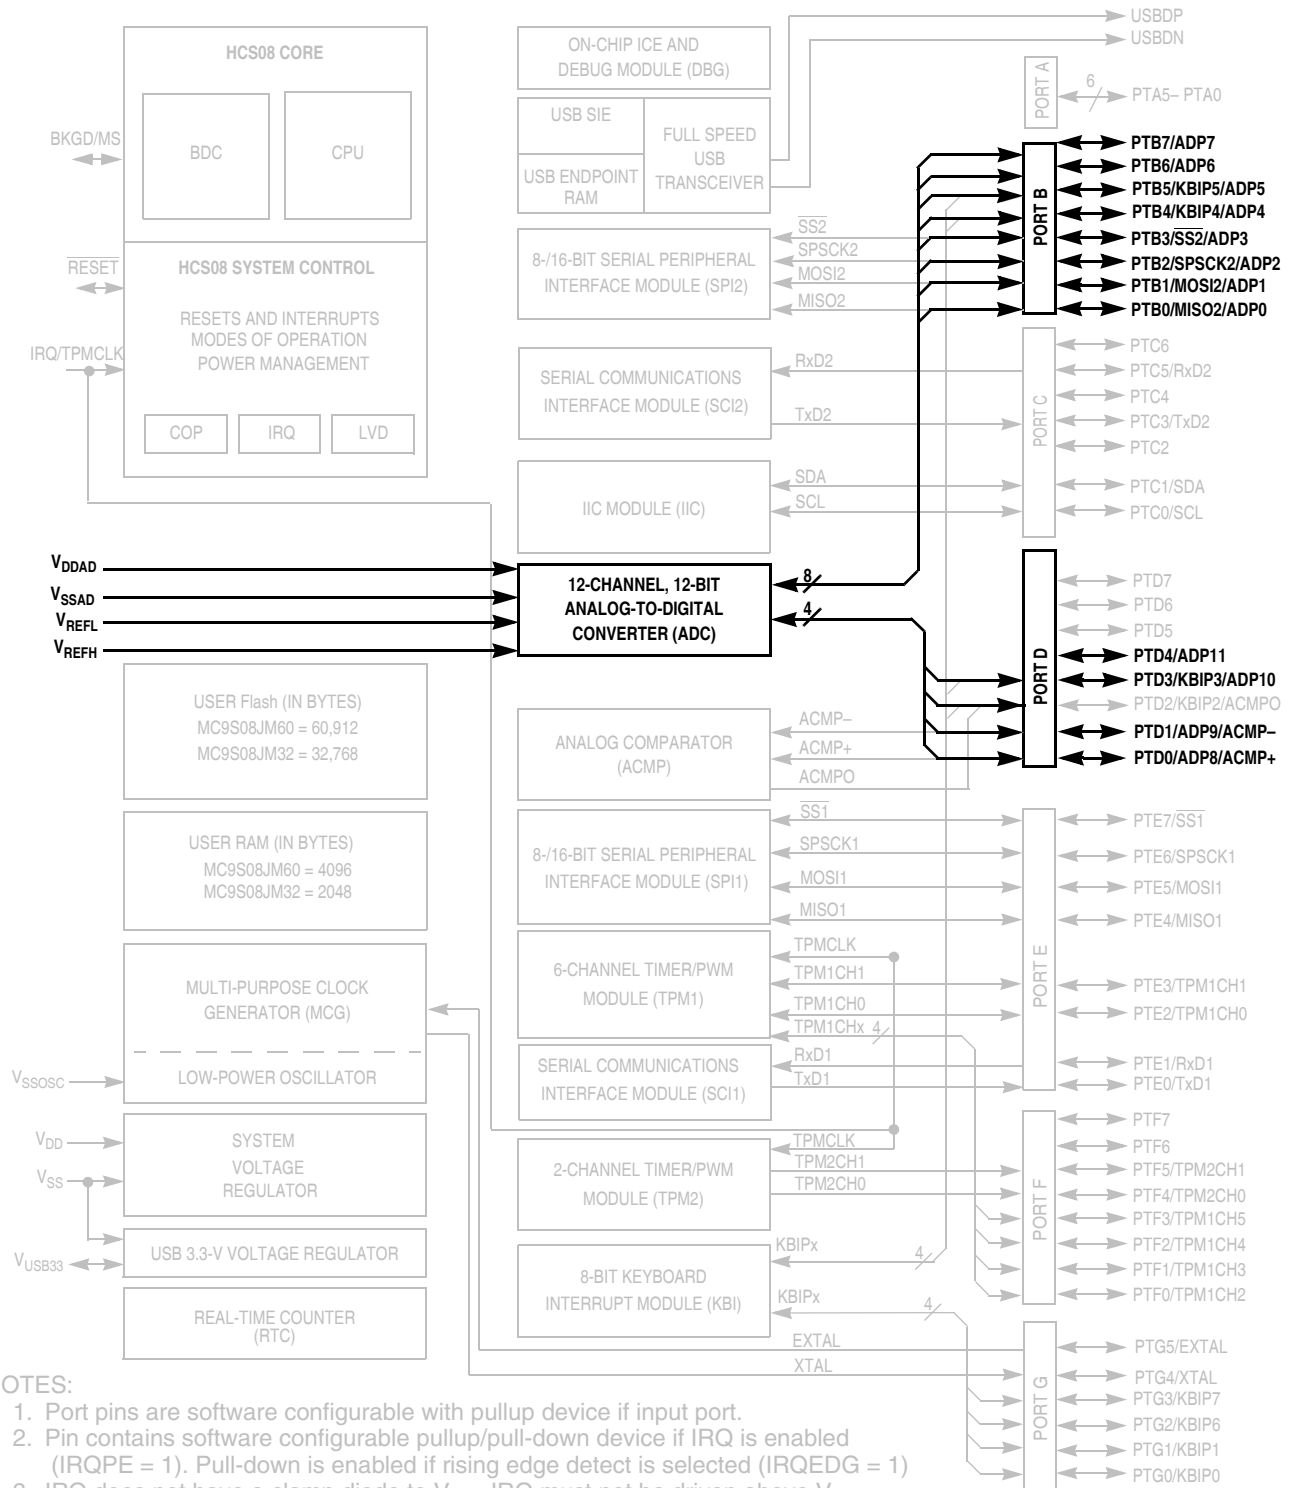 HCS08 CORE
BDC
CPU
BKGD/MS
HCS08 SYSTEM CONTROL
RESET
RESETS AND INTERRUPTS
MODES OF OPERATION
POWER MANAGEMENT
IRQ/TPMCLK
COP
IRQ
LVD
VDDAD
VSSAD
VREFL
VREFH
USER Flash (IN BYTES)
MC9S08JM60 = 60,912
MC9S08JM32 = 32,768
USER RAM (IN BYTES)
MC9S08JM60 = 4096
MC9S08JM32 = 2048
MULTI-PURPOSE CLOCK
GENERATOR (MCG)
LOW-POWER OSCILLATOR
VSSOSC
VDD
VSS
SYSTEM
VOLTAGE
REGULATOR
VUSB33
USB 3.3-V VOLTAGE REGULATOR
REAL-TIME COUNTER
(RTC)
ON-CHIP ICE AND
DEBUG MODULE (DBG)
USB SIE
USB ENDPOINT
RAM
FULL SPEED
USB
TRANSCEIVER
8-/16-BIT SERIAL PERIPHERAL
INTERFACE MODULE (SPI2)
SS2
SPSCK2
MOSI2
MISO2
SERIAL COMMUNICATIONS
INTERFACE MODULE (SCI2)
RxD2
TxD2
IIC MODULE (IIC)
SDA
SCL
12-CHANNEL, 12-BIT
ANALOG-TO-DIGITAL
CONVERTER (ADC)
8
4
ANALOG COMPARATOR
(ACMP)
ACMP–
ACMP+
ACMPO
8-/16-BIT SERIAL PERIPHERAL
INTERFACE MODULE (SPI1)
SS1
SPSCK1
MOSI1
MISO1
6-CHANNEL TIMER/PWM
MODULE (TPM1)
TPMCLK
TPM1CH1
TPM1CH0
TPM1CHx
4
SERIAL COMMUNICATIONS
INTERFACE MODULE (SCI1)
RxD1
TxD1
2-CHANNEL TIMER/PWM
MODULE (TPM2)
TPMCLK
TPM2CH1
TPM2CH0
8-BIT KEYBOARD
INTERRUPT MODULE (KBI)
KBIPx
4
KBIPx
4
EXTAL
XTAL
USBDP
USBDN
PORT A
6
PTA5– PTA0
PORT B
PTB7/ADP7
PTB6/ADP6
PTB5/KBIP5/ADP5
PTB4/KBIP4/ADP4
PTB3/SS2/ADP3
PTB2/SPSCK2/ADP2
PTB1/MOSI2/ADP1
PTB0/MISO2/ADP0
PORT C
PTC6
PTC5/RxD2
PTC4
PTC3/TxD2
PTC2
PTC1/SDA
PTC0/SCL
PORT D
PTD7
PTD6
PTD5
PTD4/ADP11
PTD3/KBIP3/ADP10
PTD2/KBIP2/ACMPO
PTD1/ADP9/ACMP–
PTD0/ADP8/ACMP+
PORT E
PTE7/SS1
PTE6/SPSCK1
PTE5/MOSI1
PTE4/MISO1
PTE3/TPM1CH1
PTE2/TPM1CH0
PTE1/RxD1
PTE0/TxD1
PORT F
PTF7
PTF6
PTF5/TPM2CH1
PTF4/TPM2CH0
PTF3/TPM1CH5
PTF2/TPM1CH4
PTF1/TPM1CH3
PTF0/TPM1CH2
PORT G
PTG5/EXTAL
PTG4/XTAL
PTG3/KBIP7
PTG2/KBIP6
PTG1/KBIP1
PTG0/KBIP0
OTES:
1. Port pins are software configurable with pullup device if input port.
2. Pin contains software configurable pullup/pull-down device if IRQ is enabled
(IRQPE = 1). Pull-down is enabled if rising edge detect is selected (IRQEDG = 1)
3. IRQ does not have a clamp diode to V IRQ must not be driven above V